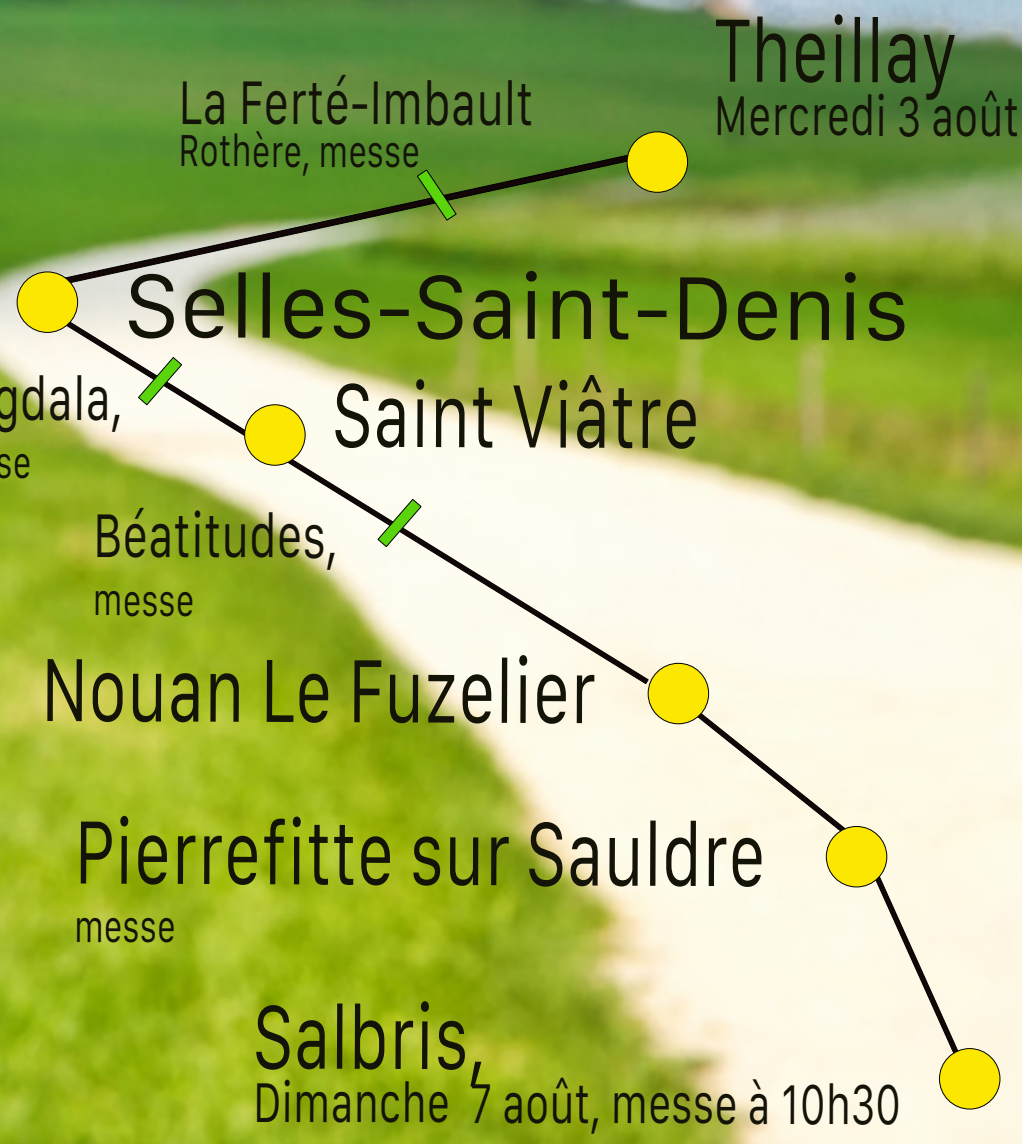 Theillay
Mercredi 3 août
La Ferté-Imbault
Rothère, messe
Selles-Saint-Denis
gdala,
se
Saint Viâtre
Béatitudes,
messe
Nouan Le Fuzelier
Pierrefitte sur Sauldre
messe
Salbris,
Dimanche 7 août, messe à 10h30